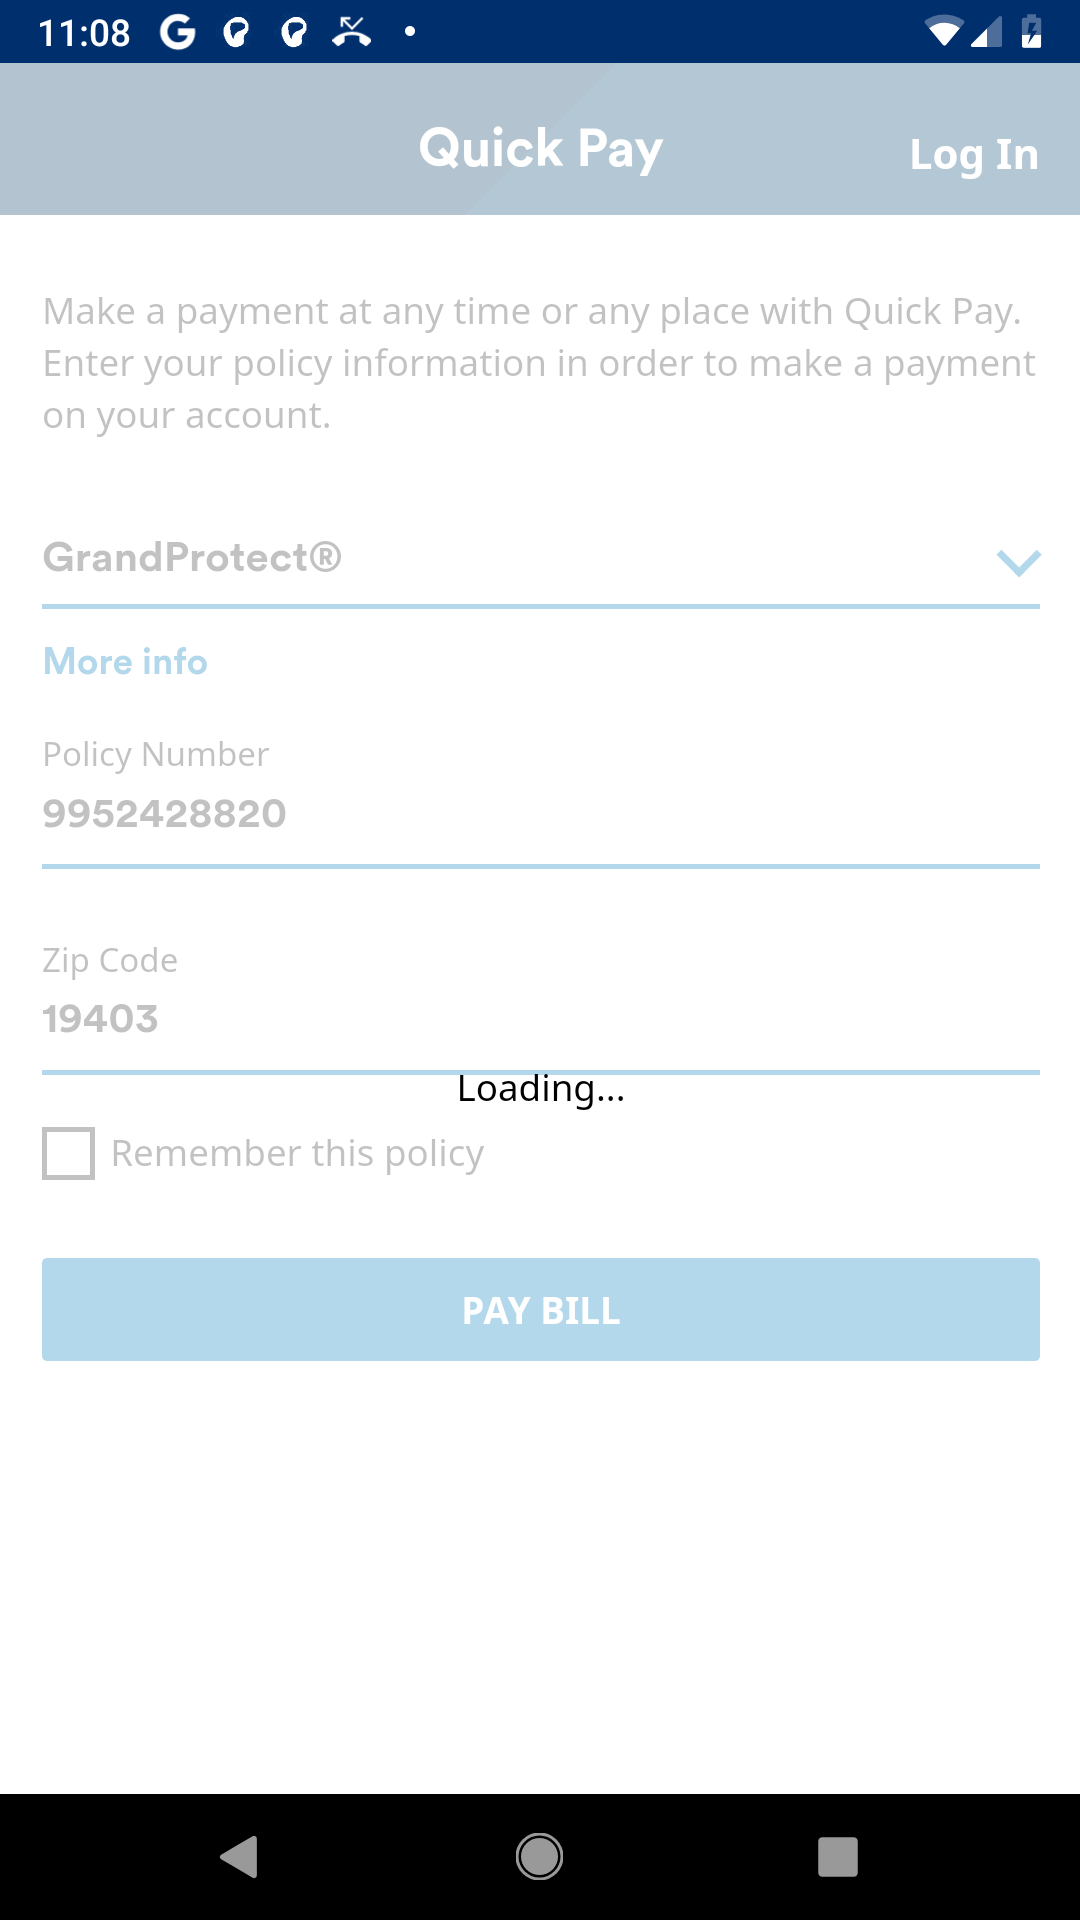 11:08
Quick Pay
Log In
Make a payment at any time or any place with Quick Pay.
Enter your policy information in order to make a payment
on your account.
GrandProtect®
More info
Policy Number
9952428820
Zip Code
19403
Loading...
Remember this policy
PAY BILL